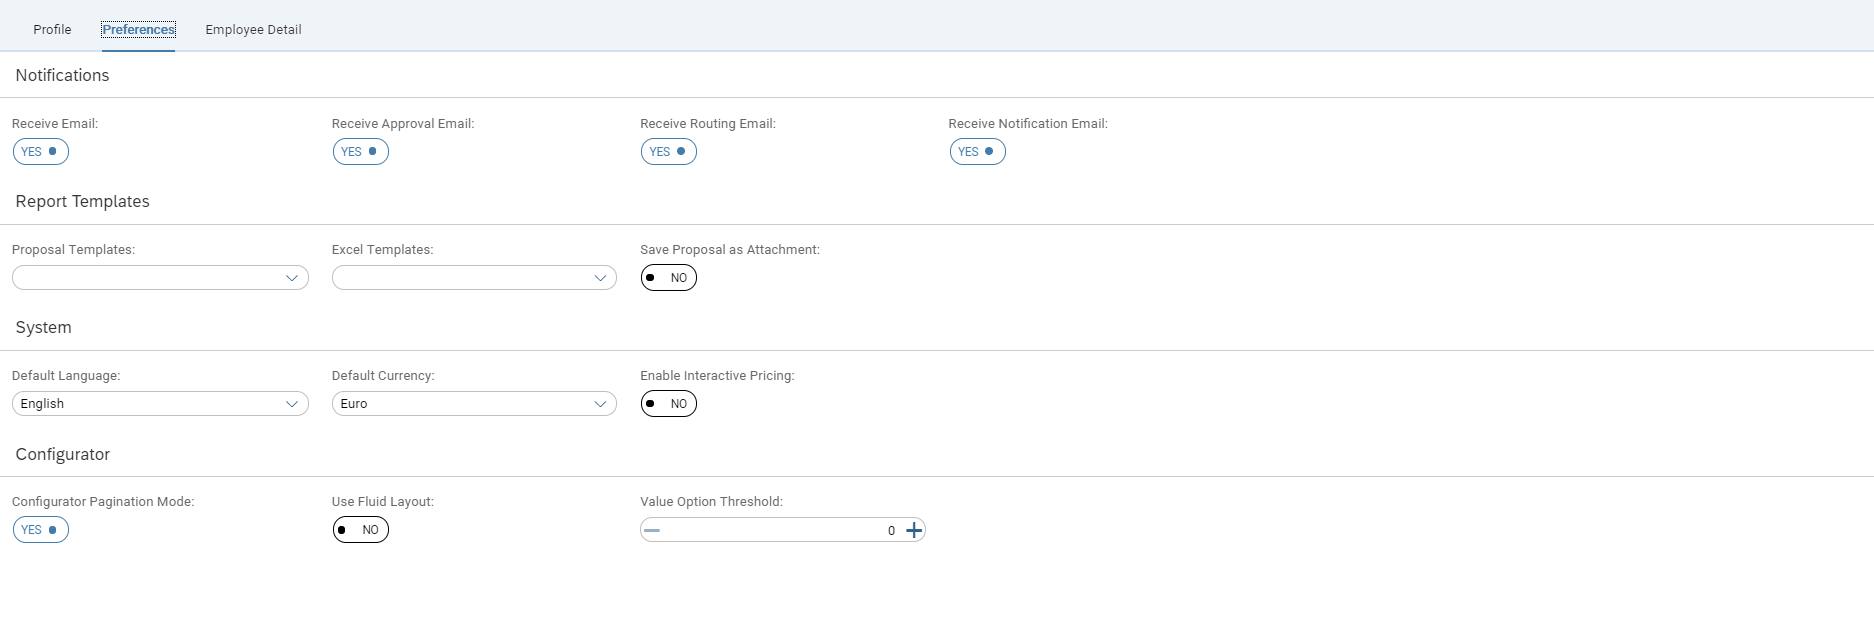 Profile Preferences Employee Detail
Notifications
Receive Email: Receive Approval Email: Receive Routing Email: Receive Notification Email:
YES YES YES YES
Report Templates
Proposal Templates: Excel Templates: Save Proposal as Attachment:
NO
System
Default Language: Default Currency: Enable Interactive Pricing:
English Euro NO
Configurator
Configurator Pagination Mode: Use Fluid Layout: Value Option Threshold:
YES NO 0